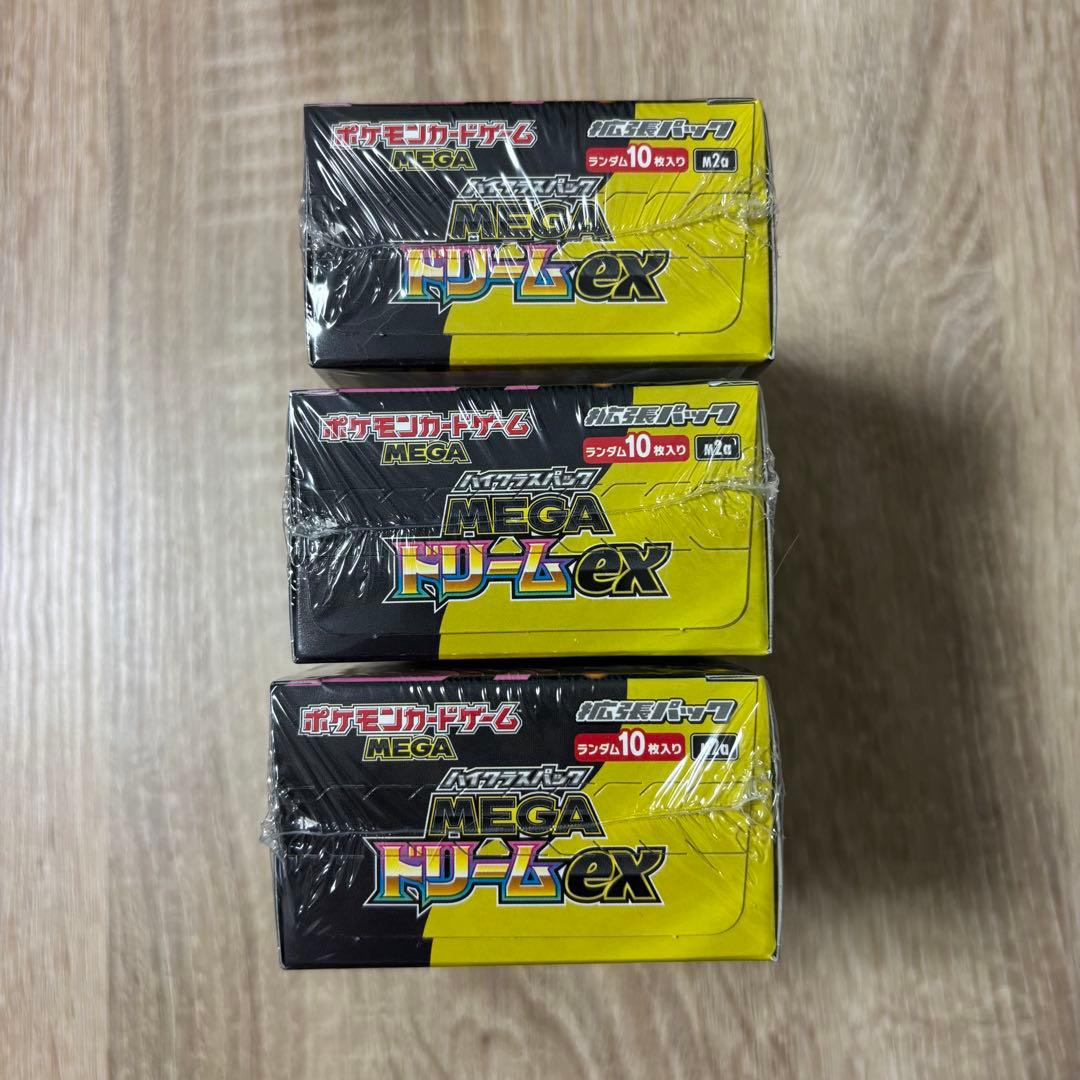 ポケモンカードゲーム
MEGA
拡張パック
ランダム10枚入り M2a
ハイクラスパック
MEGA
ドリームex
ポケモンカードゲーム
MEGA
拡張パック
ランダム10枚入り M2a
ハイクラスパック
MEGA
ドリームex
ポケモンカードゲーム
MEGA
拡張パック
ランダム10枚入り M2a
ハイクラスパック
MEGA
ドリームex